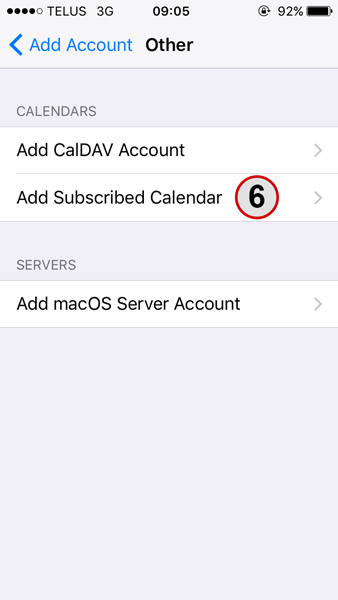 TELUS 3G 09:05 92%
Add Account Other
CALENDARS
Add CalDAV Account
Add Subscribed Calendar 6
SERVERS
Add macOS Server Account